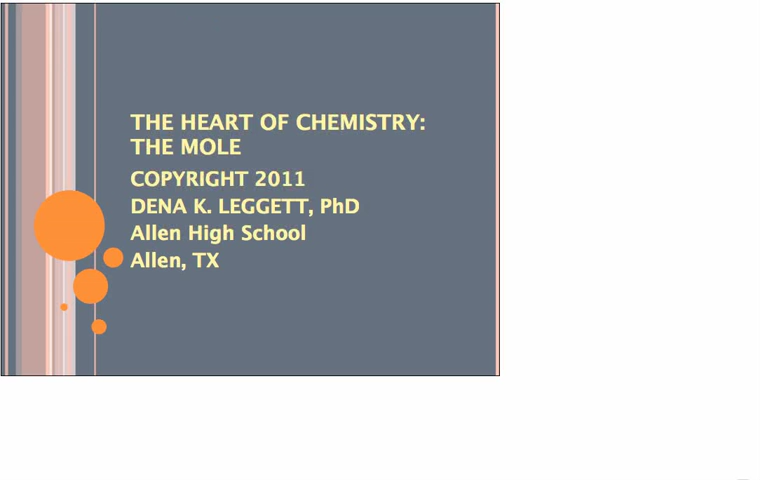 THE HEART OF CHEMISTRY:
THE MOLE
COPYRIGHT 2011
DENA K. LEGGETT, PhD
Allen High School
Allen, TX